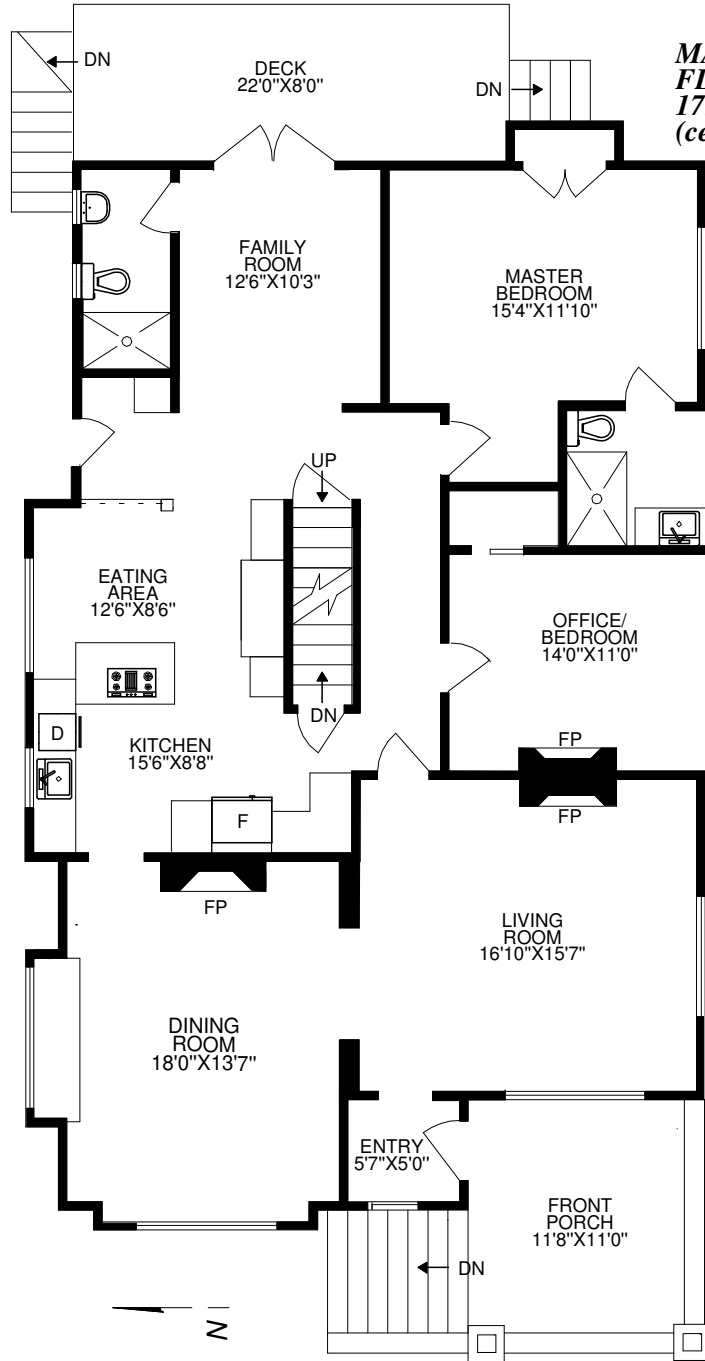 DN
DECK
22'0"X8'0"
DN
FAMILY
ROOM
12'6"X10'3"
MASTER
BEDROOM
15'4"X11'10"
UP
EATING
AREA
12'6"X8'6"
OFFICE/
BEDROOM
14'0"X11'0"
DN
D
KITCHEN
15'6"X8'8"
F
FP
FP
FP
LIVING
ROOM
16'10"X15'7"
DINING
ROOM
18'0"X13'7"
ENTRY
5'7"X5'0"
FRONT
PORCH
11'8"X11'0"
DN
N